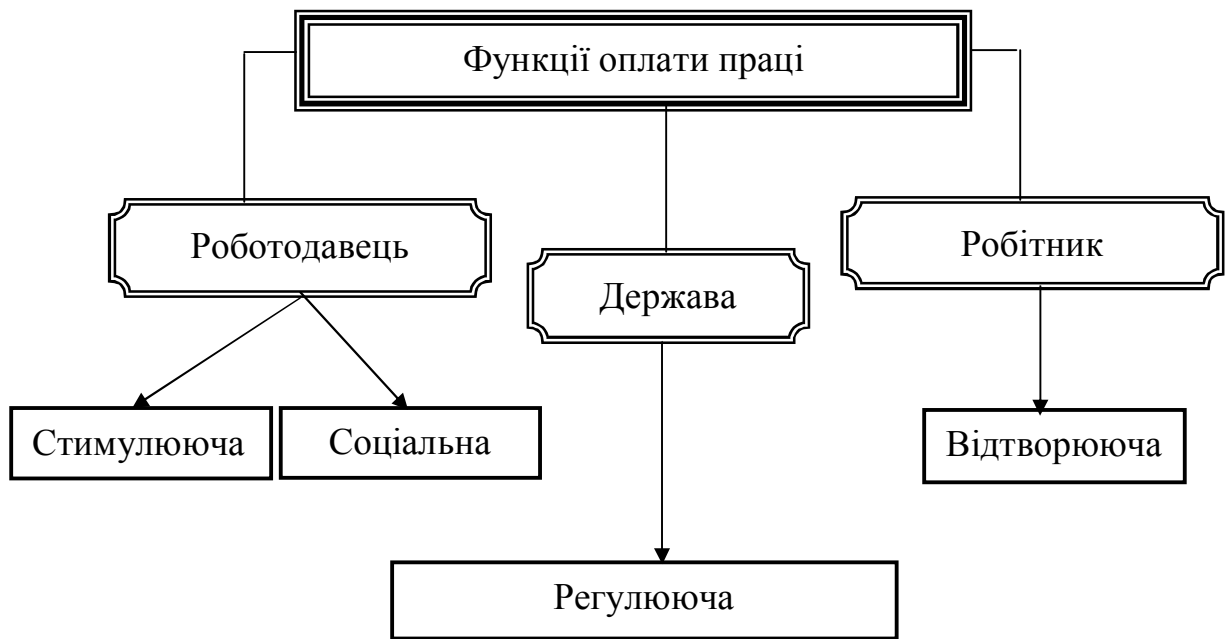 Функції оплати праці
Роботодавець
Держава
Робітник
Стимулююча
Соціальна
Відтворююча
Регулююча